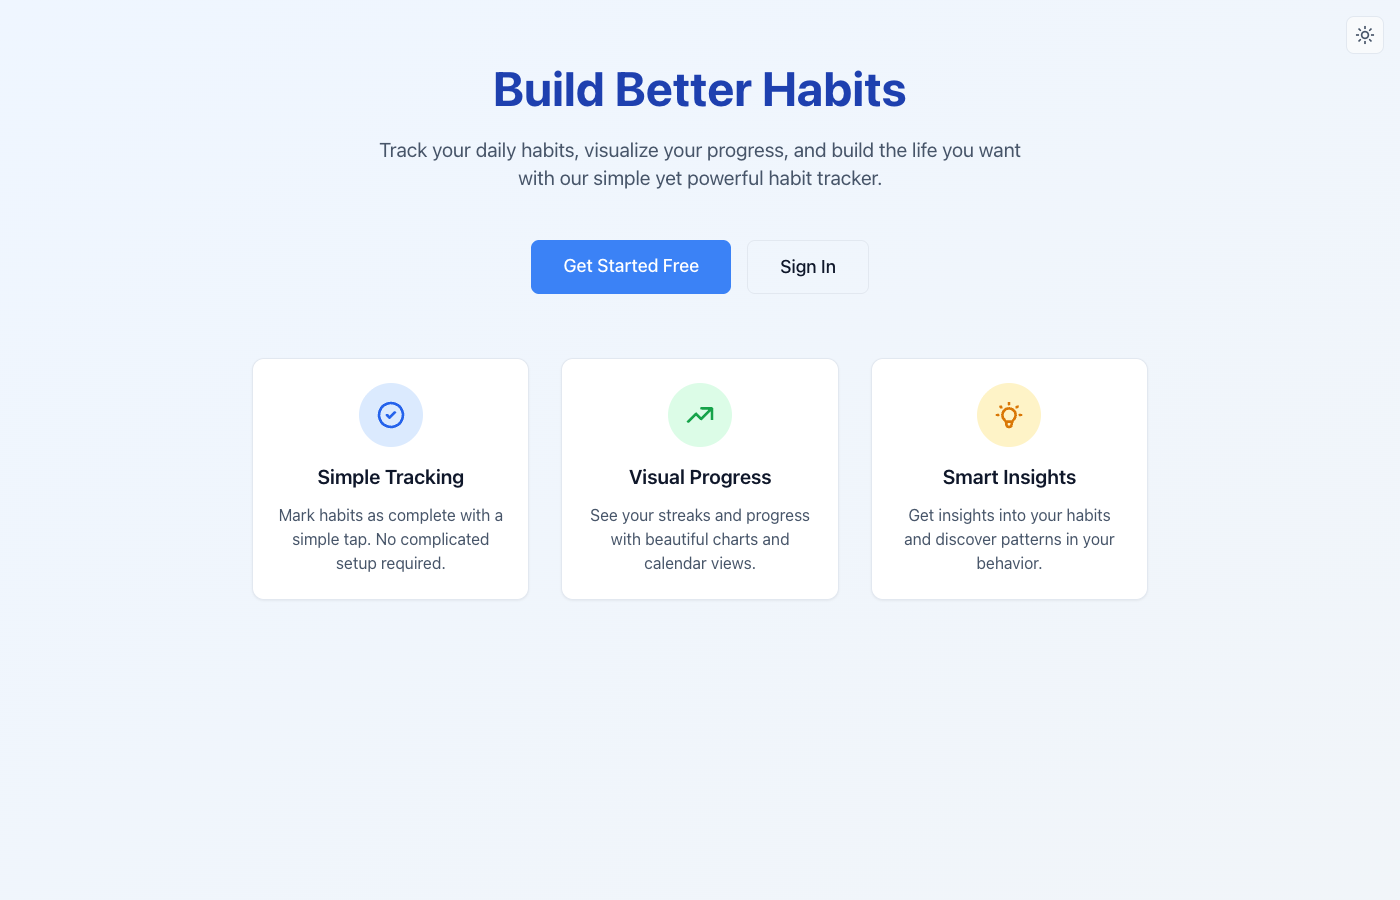 Build Better Habits
Track your daily habits, visualize your progress, and build the life you want
with our simple yet powerful habit tracker.
Get Started Free
Sign In
Simple Tracking
Mark habits as complete with a
simple tap. No complicated
setup required.
Visual Progress
See your streaks and progress
with beautiful charts and
calendar views.
Smart Insights
Get insights into your habits
and discover patterns in your
behavior.